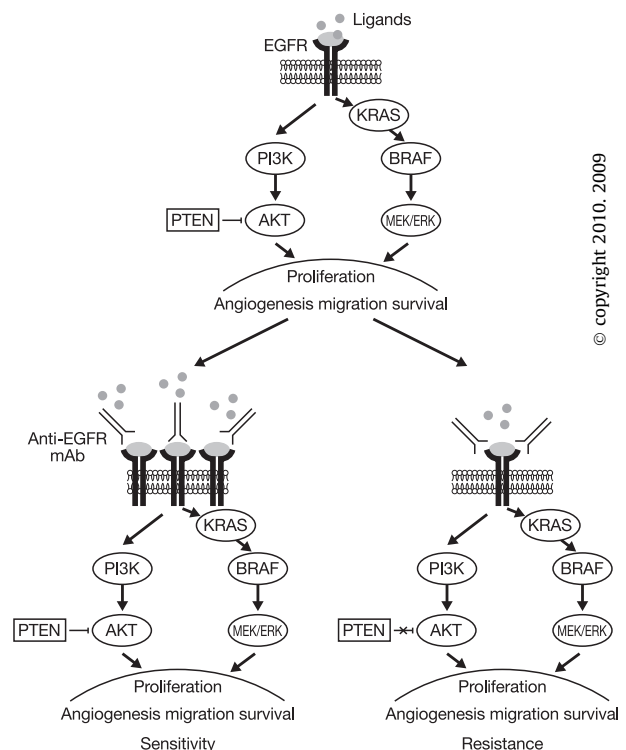 Ligands
EGFR
KRAS
PI3K
BRAF
PTEN
AKT
MEK/ERK
Proliferation
Angiogenesis migration survival
© copyright 2010. 2009
Anti-EGFR
mAb
KRAS
PI3K
BRAF
PTEN
AKT
MEK/ERK
Proliferation
Angiogenesis migration survival
Sensitivity
KRAS
PI3K
BRAF
PTEN
AKT
MEK/ERK
Proliferation
Angiogenesis migration survival
Resistance